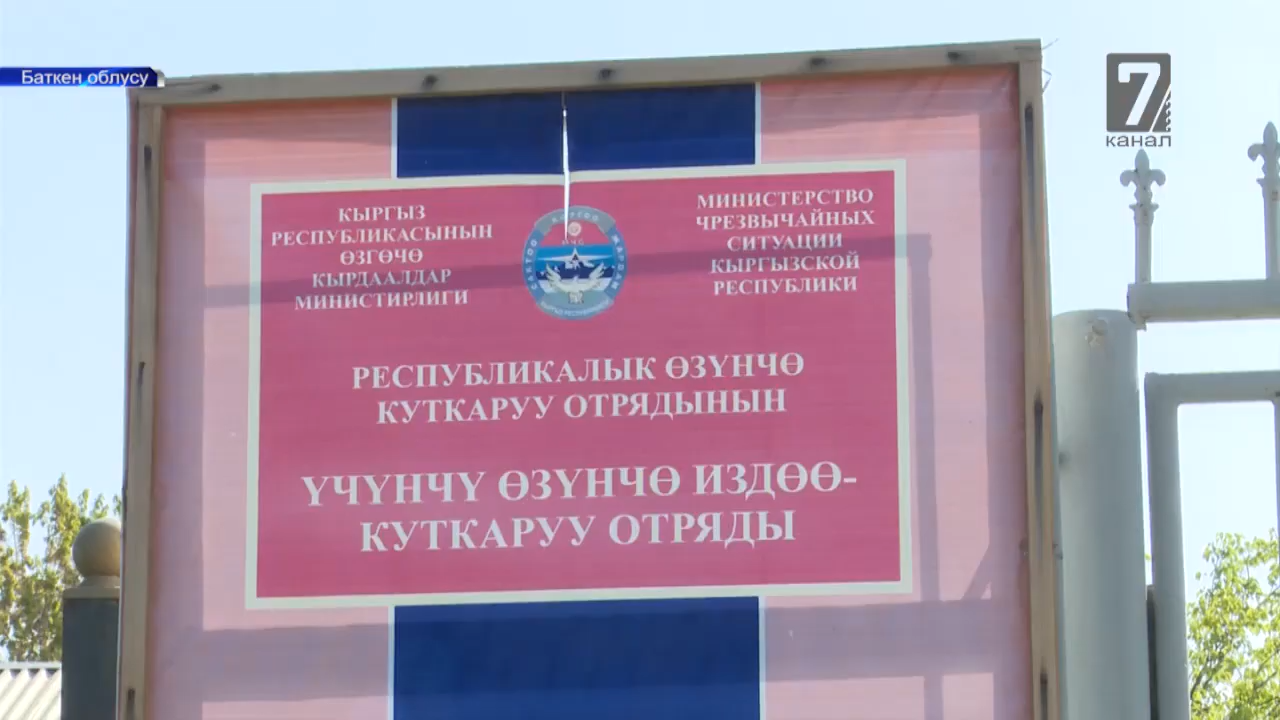 Баткен облусу
7
канал
КЫРГЫЗ
РЕСПУБЛИКАСЫНЫН
ӨЗГӨЧӨ
КЫРДААЛДАР
МИНИСТИРЛИГИ
МИНИСТЕРСТВО
ЧРЕЗВЫЧАЙНЫХ
СИТУАЦИИ
КЫРГЫЗСКОЙ
РЕСПУБЛИКИ
РЕСПУБЛИКАЛЫК ӨЗҮНЧӨ
КУТКАРУУ ОТРЯДЫНЫН
ҮЧҮНЧҮ ӨЗҮНЧӨ ИЗДӨӨ-
КУТКАРУУ ОТРЯДЫ